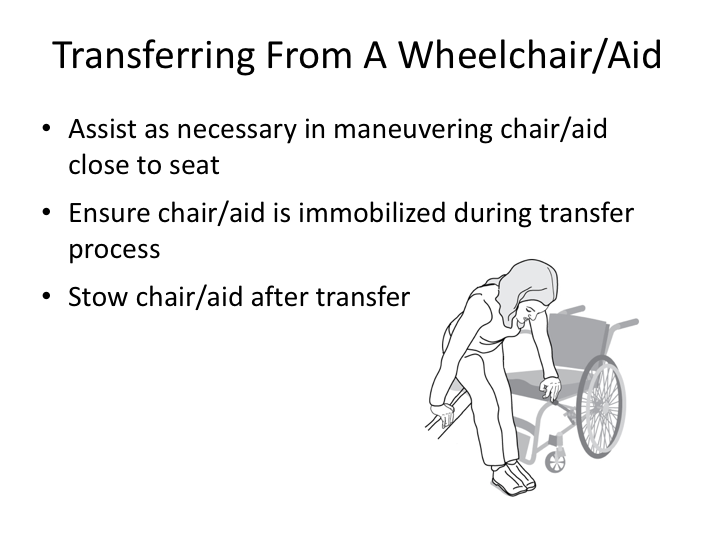 Transferring From A Wheelchair/Aid
• Assist as necessary in maneuvering chair/aid
close to seat
• Ensure chair/aid is immobilized during transfer
process
• Stow chair/aid after transfer